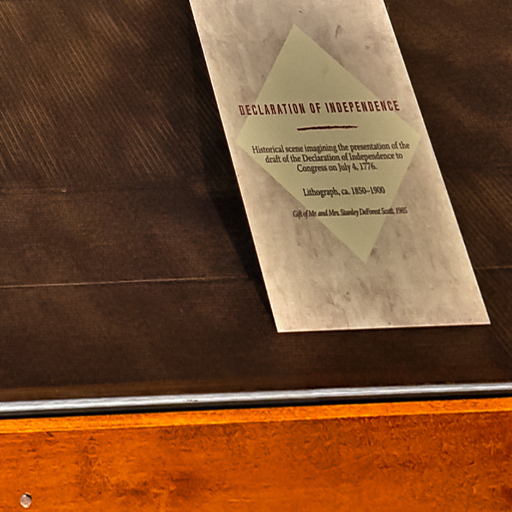 DECLARATION OF INDEPENDENCE
Historical scene imagining the presentation of the
draft of the Declaration of Independence to
Congress on July 4, 1776.
Lithograph, ca. 1850–1900
Gift of Mr. and Mrs. Stanley DeForest Scott, 1985